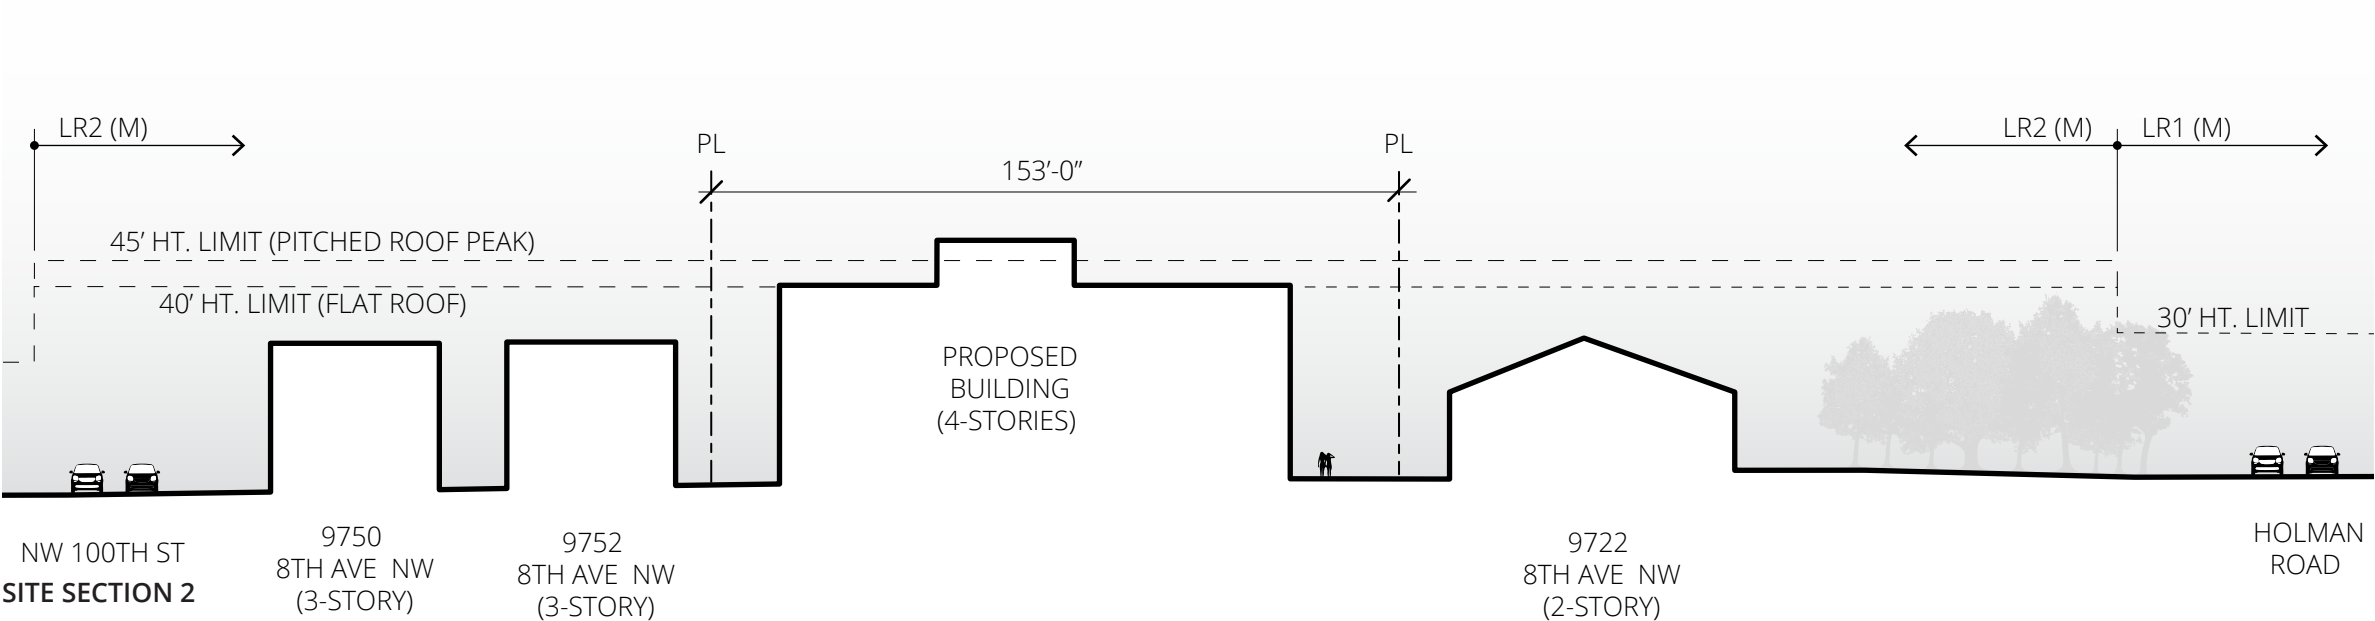 LR2 (M)
PL
153’-0”
PL
LR2 (M)
LR1 (M)
45’ HT. LIMIT (PITCHED ROOF PEAK)
40’ HT. LIMIT (FLAT ROOF)
30’ HT. LIMIT
PROPOSED
BUILDING
(4-STORIES)
NW 100TH ST
SITE SECTION 2
9750
8TH AVE NW
(3-STORY)
9752
8TH AVE NW
(3-STORY)
9722
8TH AVE NW
(2-STORY)
HOLMAN
ROAD